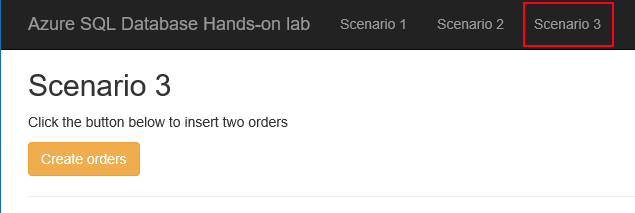 Azure SQL Database Hands-on lab Scenario 1 Scenario 2 Scenario 3
Scenario 3
Click the button below to insert two orders
Create orders